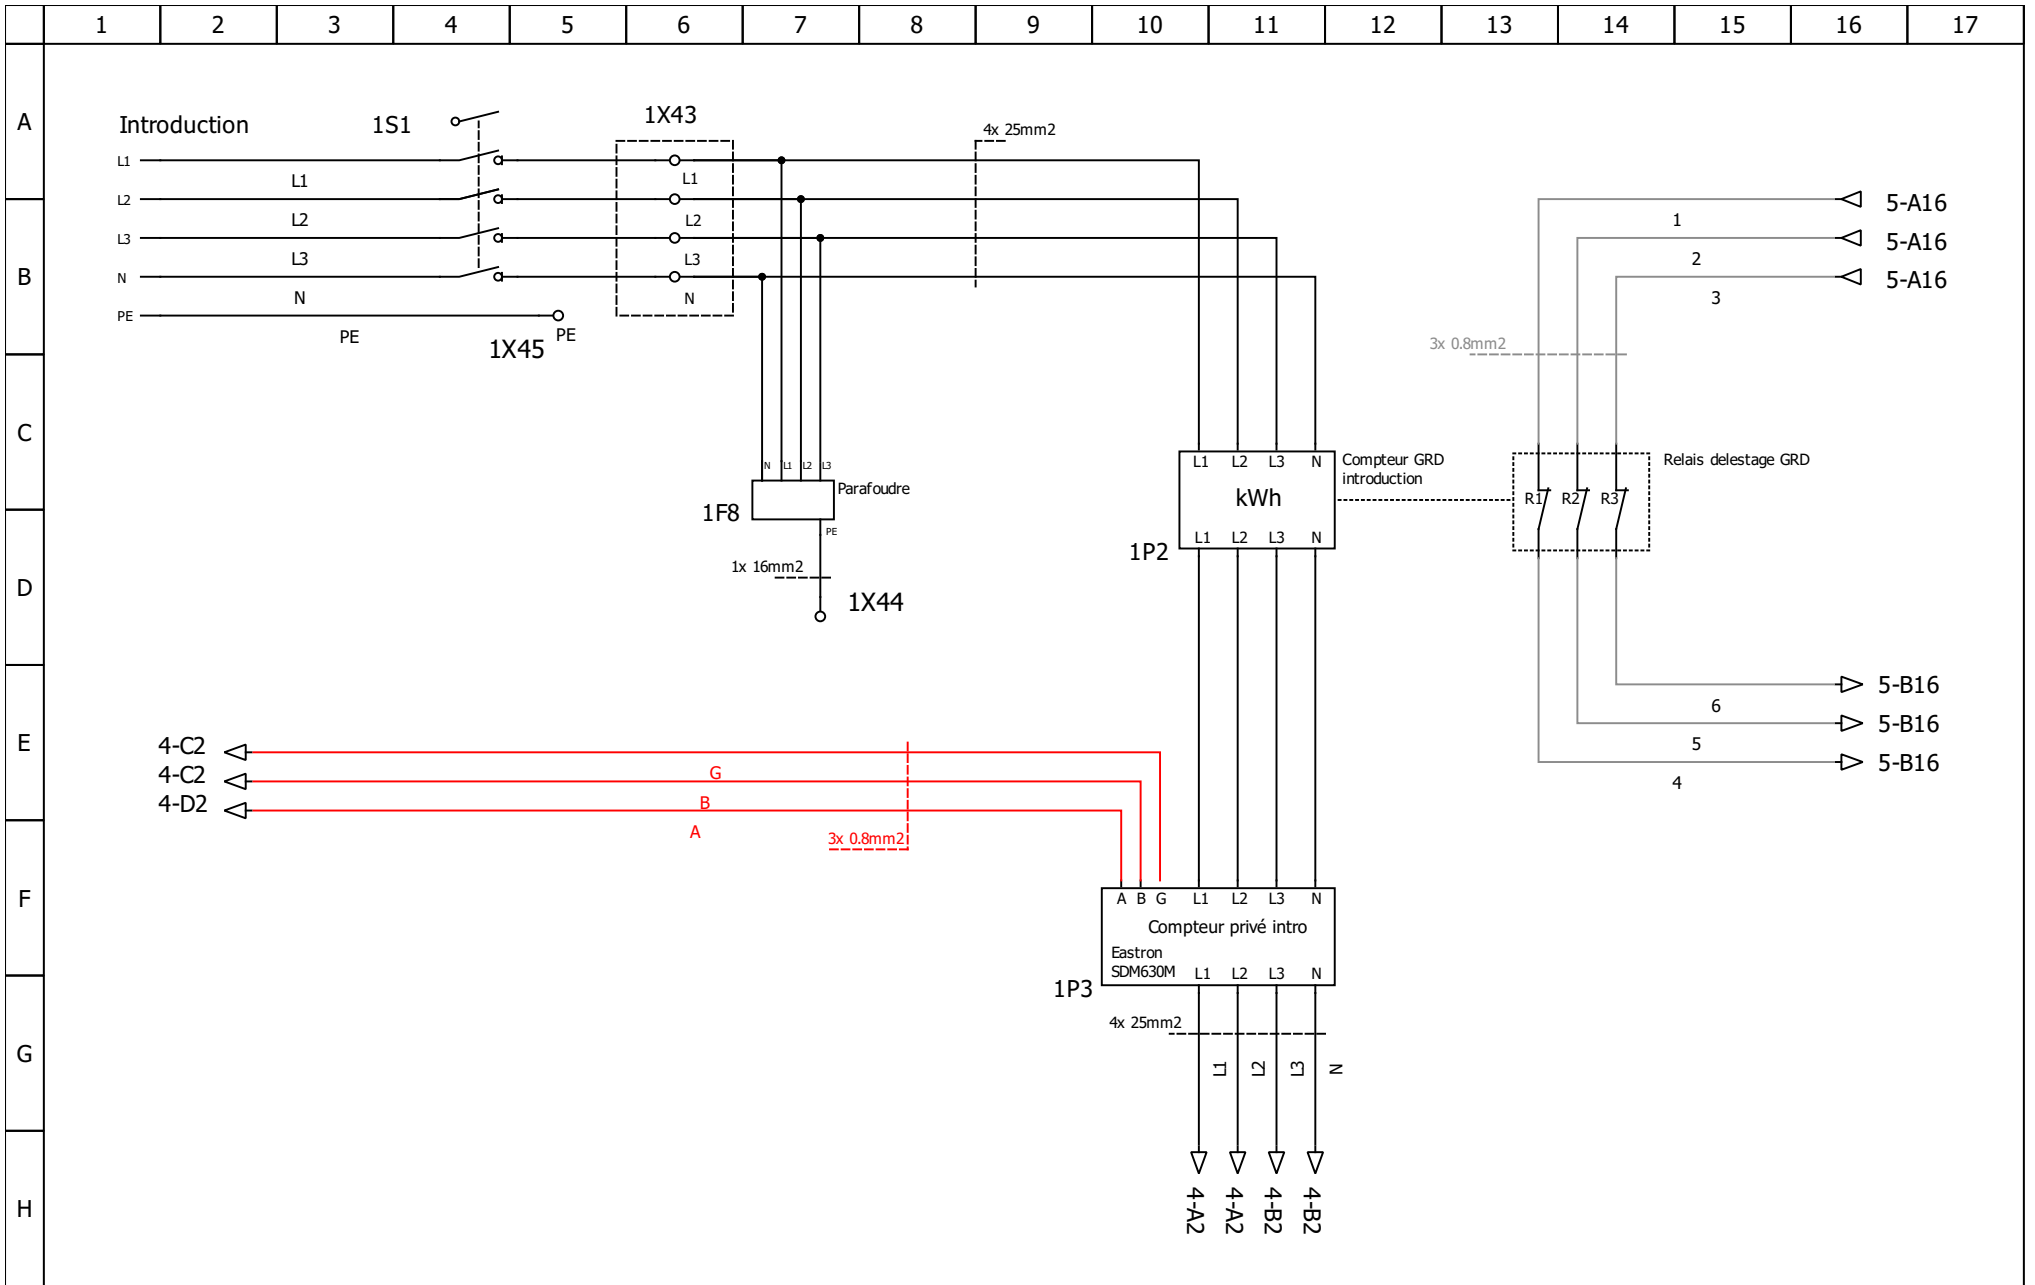 1 2 3 4 5 6 7 8 9 10 11 12 13 14 15 16 17
A
B
C
D
E
F
G
H
Introduction
1S1
1X43
4x 25mm2
L1
L1
L1
L2
L2
L2
L3
L3
L3
N
N
N
PE
PE
1X45
PE
1
5-A16
2
5-A16
3
5-A16
3x 0.8mm2
N L1 L2 L3
Parafoudre
1F8
PE
1x 16mm2
1X44
L1 L2 L3 N
kWh
L1 L2 L3 N
1P2
Compteur GRD
introduction
R1 R2 R3
Relais delestage GRD
6
5-B16
5
5-B16
4
5-B16
4-C2
G
4-C2
B
4-D2
A
3x 0.8mm2
A B G L1 L2 L3 N
Compteur privé intro
Eastron
SDM630M
L1 L2 L3 N
1P3
4x 25mm2
L1 L2 L3 N
4-A2
4-A2
4-B2
4-B2